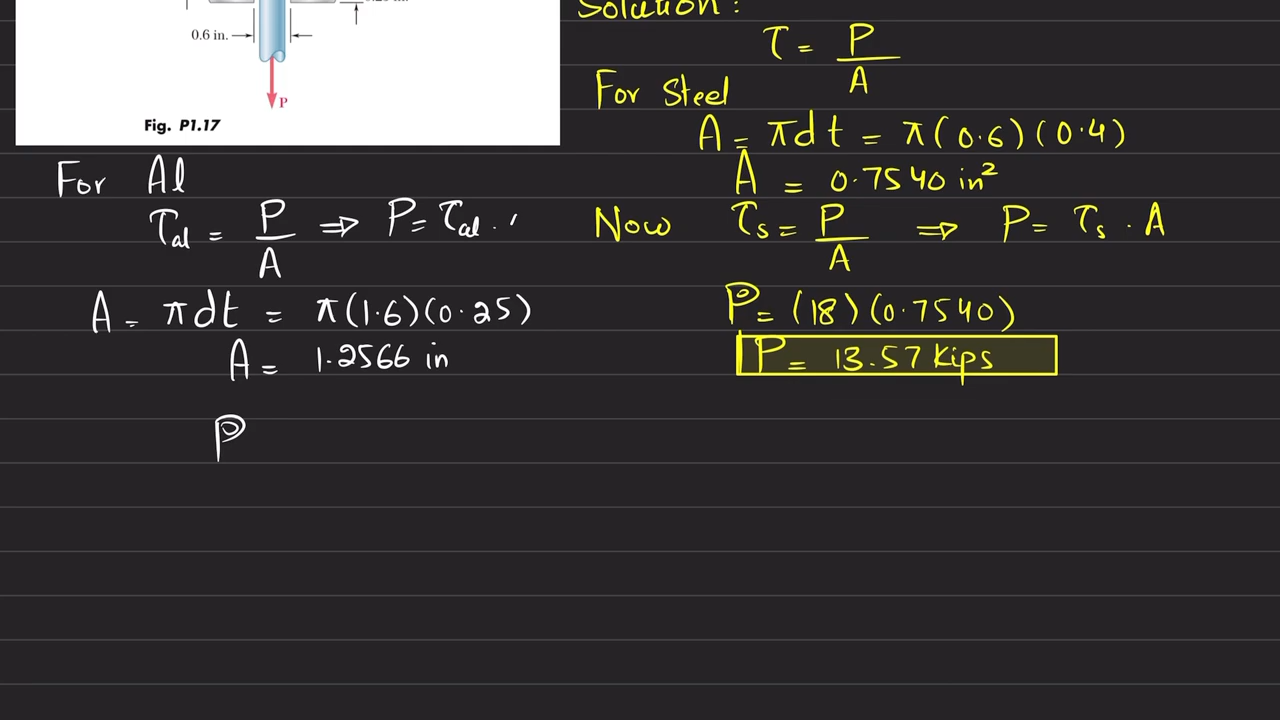 0.6 in.
P
Fig. P1.17
For Al
τal = P/A ⇒ P = τal .
A = πdt = π(1.6)(0.25)
A = 1.2566 in
P
Solution :
τ = P/A
For Steel
A = πdt = π(0.6)(0.4)
A = 0.7540 in²
Now τs = P/A ⇒ P = τs . A
P = (18)(0.7540)
P = 13.57 Kips